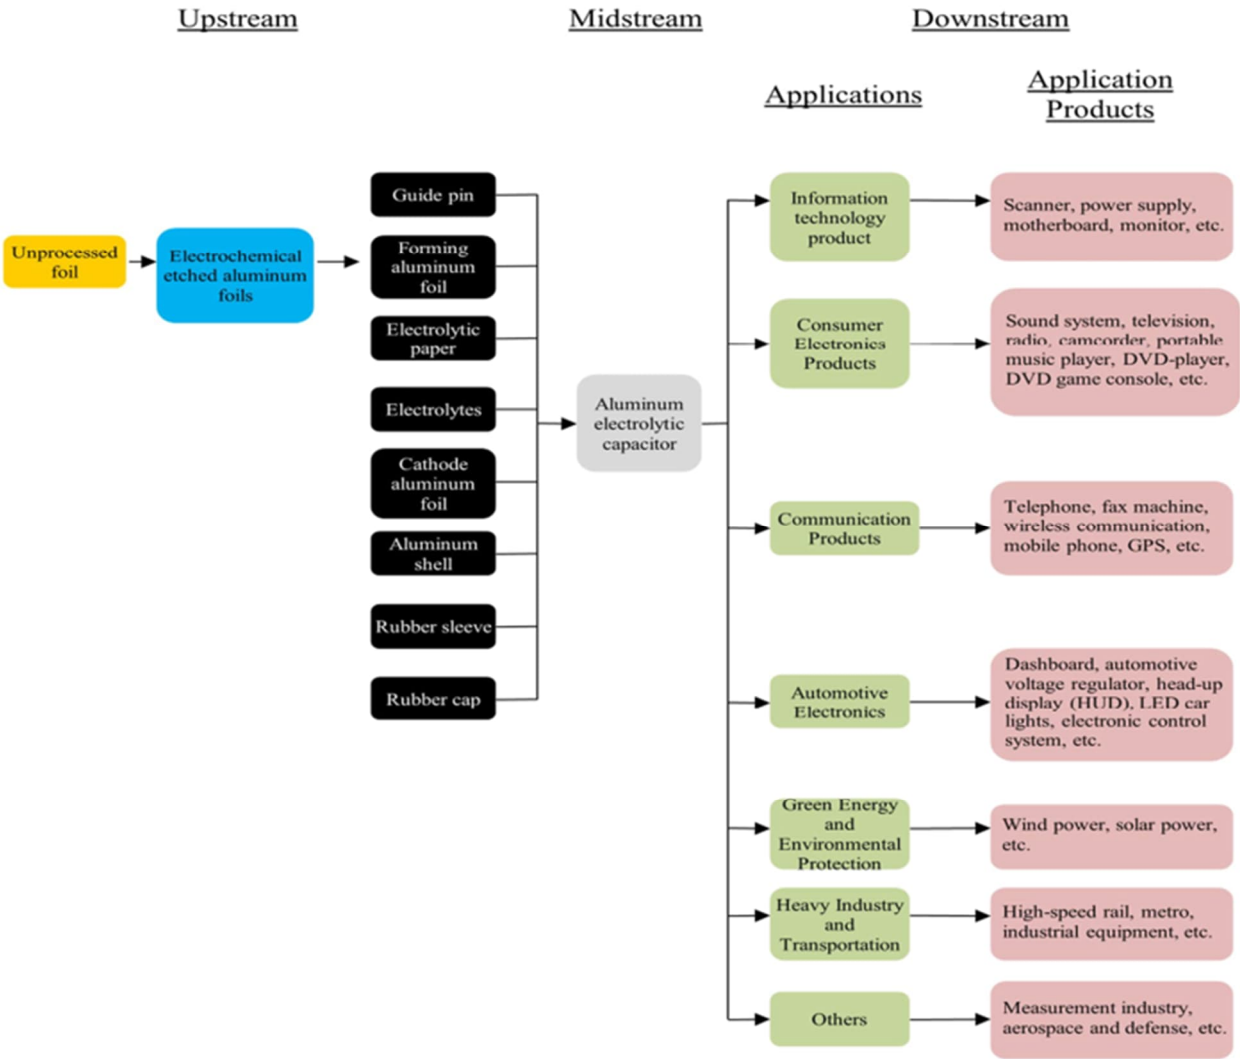 Upstream
Midstream
Downstream
Applications
Application
Products
Unprocessed
foil
Electrochemical
etched aluminum
foils
Guide pin
Forming
aluminum
foil
Electrolytic
paper
Electrolytes
Cathode
aluminum
foil
Aluminum
shell
Rubber sleeve
Rubber cap
Aluminum
electrolytic
capacitor
Information
technology
product
Scanner, power supply,
motherboard, monitor, etc.
Consumer
Electronics
Products
Sound system, television,
radio, camcorder, portable
music player, DVD-player,
DVD game console, etc.
Communication
Products
Telephone, fax machine,
wireless communication,
mobile phone, GPS, etc.
Automotive
Electronics
Dashboard, automotive
voltage regulator, head-up
display (HUD), LED car
lights, electronic control
system, etc.
Green Energy
and
Environmental
Protection
Wind power, solar power,
etc.
Heavy Industry
and
Transportation
High-speed rail, metro,
industrial equipment, etc.
Others
Measurement industry,
aerospace and defense, etc.